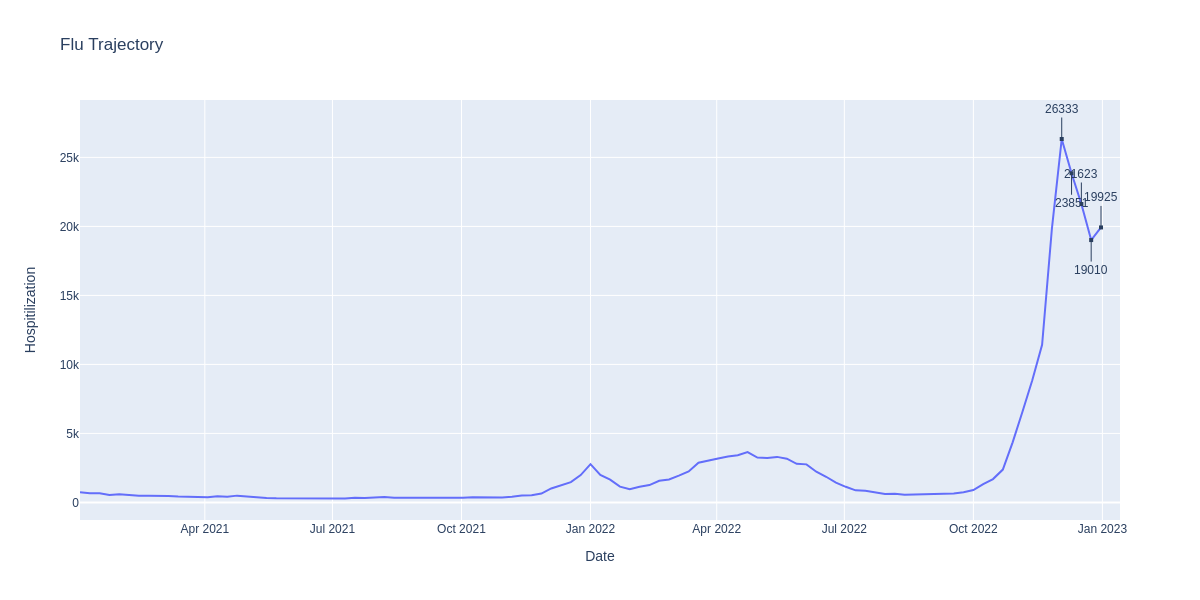 Flu Trajectory
26333
21623
23851
19925
19010
25k
20k
15k
10k
5k
0
Hospitilization
Apr 2021
Jul 2021
Oct 2021
Jan 2022
Apr 2022
Jul 2022
Oct 2022
Jan 2023
Date